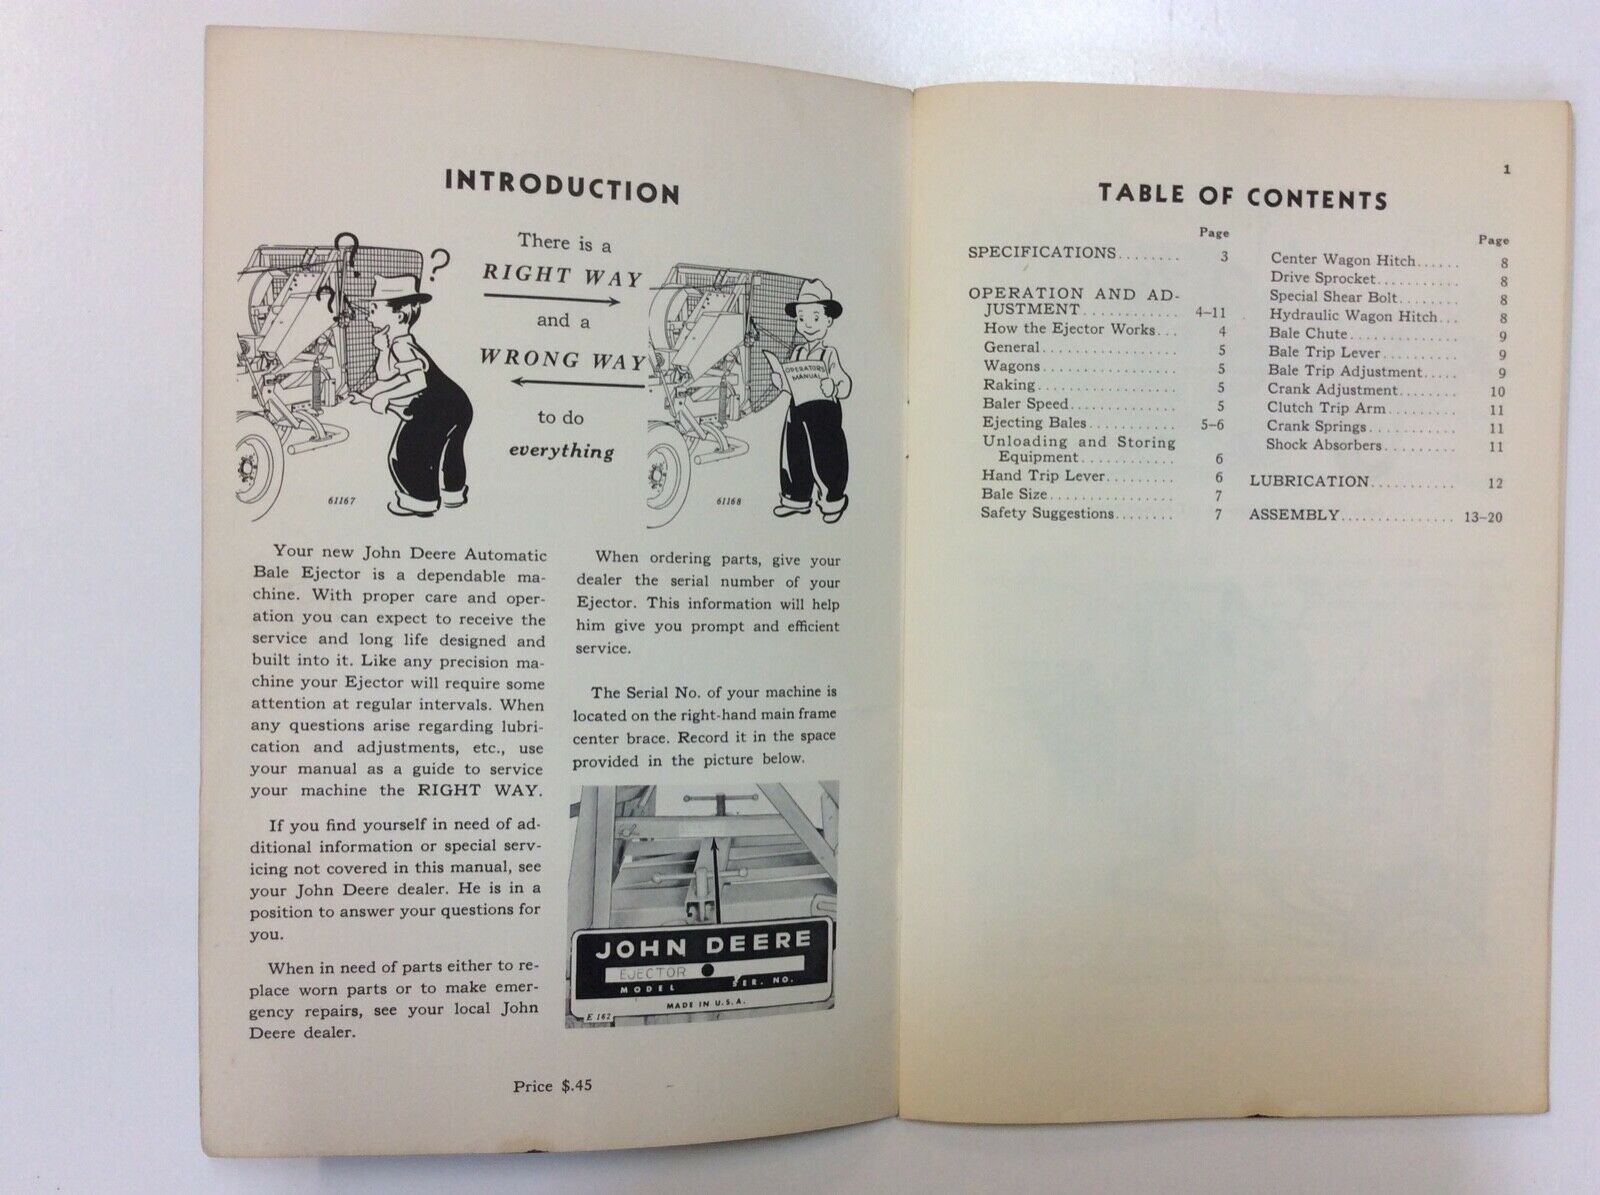 INTRODUCTION
There is a
RIGHT WAY
and a
WRONG WAY
to do
everything
? ? ?
OPERATORS
MANUAL
61167
61168
Your new John Deere Automatic
Bale Ejector is a dependable ma-
chine. With proper care and oper-
ation you can expect to receive the
service and long life designed and
built into it. Like any precision ma-
chine your Ejector will require some
attention at regular intervals. When
any questions arise regarding lubri-
cation and adjustments, etc., use
your manual as a guide to service
your machine the RIGHT WAY.
If you find yourself in need of ad-
ditional information or special serv-
icing not covered in this manual, see
your John Deere dealer. He is in a
position to answer your questions for
you.
When in need of parts either to re-
place worn parts or to make emer-
gency repairs, see your local John
Deere dealer.
When ordering parts, give your
dealer the serial number of your
Ejector. This information will help
him give you prompt and efficient
service.
The Serial No. of your machine is
located on the right-hand main frame
center brace. Record it in the space
provided in the picture below.
JOHN DEERE
EJECTOR
MODEL SER. NO.
MADE IN U.S.A.
E 162
Price $.45
1
TABLE OF CONTENTS
Page
SPECIFICATIONS........ 3
OPERATION AND AD-
JUSTMENT............ 4-11
How the Ejector Works... 4
General................. 5
Wagons................. 5
Raking.................. 5
Baler Speed............. 5
Ejecting Bales........... 5-6
Unloading and Storing
Equipment............ 6
Hand Trip Lever......... 6
Bale Size................ 7
Safety Suggestions........ 7
Page
Center Wagon Hitch...... 8
Drive Sprocket........... 8
Special Shear Bolt........ 8
Hydraulic Wagon Hitch... 8
Bale Chute.............. 9
Bale Trip Lever.......... 9
Bale Trip Adjustment..... 9
Crank Adjustment........ 10
Clutch Trip Arm......... 11
Crank Springs........... 11
Shock Absorbers......... 11
LUBRICATION........... 12
ASSEMBLY............... 13-20